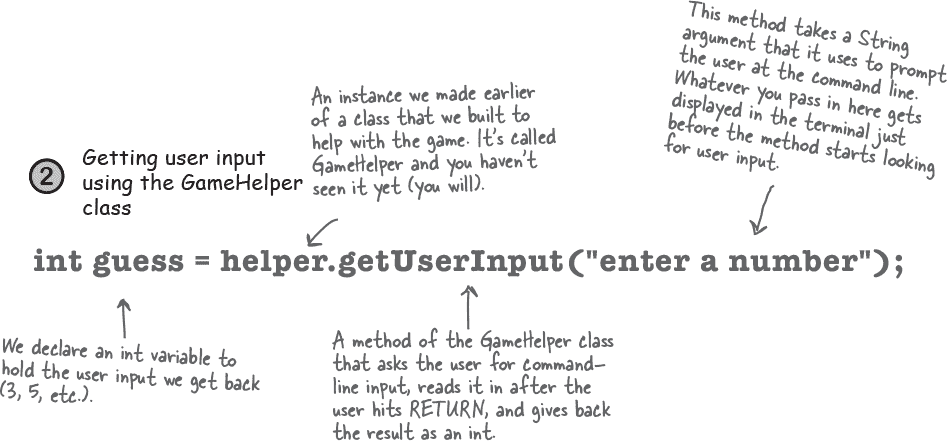 This method takes a String
argument that it uses to prompt
the user at the command line.
Whatever you pass in here gets
displayed in the terminal just
before the method starts looking
for user input.
An instance we made earlier
of a class that we built to
help with the game. It's called
GameHelper and you haven't
seen it yet (you will).
2
Getting user input
using the GameHelper
class
int guess = helper.getUserInput("enter a number");
We declare an int variable to
hold the user input we get back
(3, 5, etc.).
A method of the GameHelper class
that asks the user for command-
line input, reads it in after the
user hits RETURN, and gives back
the result as an int.